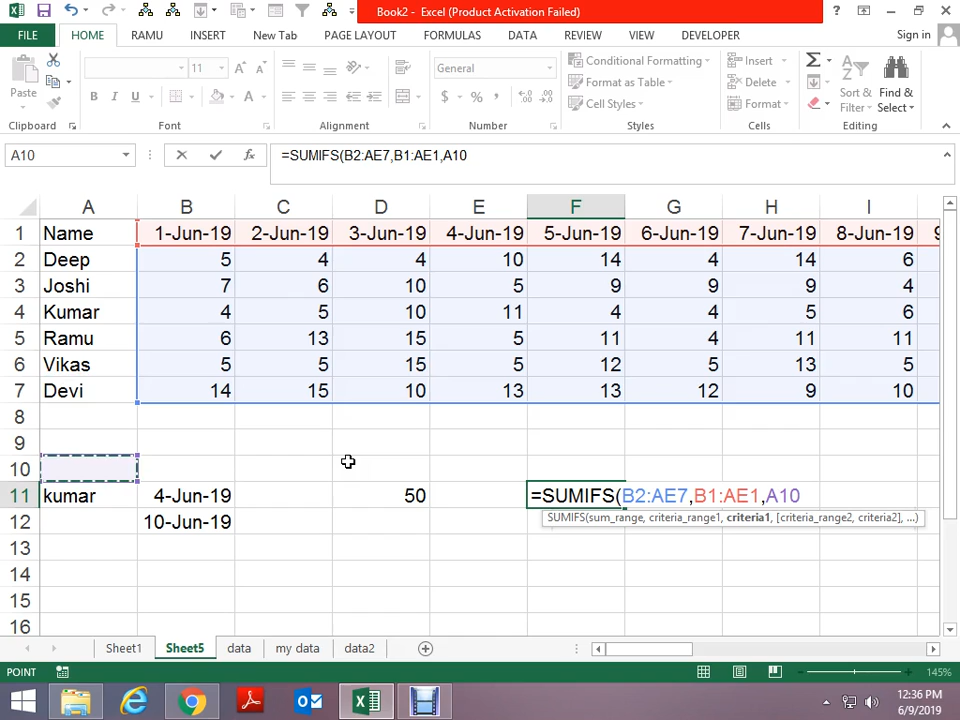 Book2 - Excel (Product Activation Failed)
FILE HOME RAMU INSERT New Tab PAGE LAYOUT FORMULAS DATA REVIEW VIEW DEVELOPER Sign in
Paste 11 General Conditional Formatting Insert Sort & Find &
B I U A $ % , Format as Table Delete Filter Select
Cell Styles Format
Clipboard Font Alignment Number Styles Cells Editing
A10 fx =SUMIFS(B2:AE7,B1:AE1,A10
A B C D E F G H I
1 Name 1-Jun-19 2-Jun-19 3-Jun-19 4-Jun-19 5-Jun-19 6-Jun-19 7-Jun-19 8-Jun-19 9
2 Deep 5 4 4 10 14 4 14 6
3 Joshi 7 6 10 5 9 9 9 4
4 Kumar 4 5 10 11 4 4 5 6
5 Ramu 6 13 15 5 11 4 11 11
6 Vikas 5 5 15 5 12 5 13 5
7 Devi 14 15 10 13 13 12 9 10
8
9
10
11 kumar 4-Jun-19 50 =SUMIFS(B2:AE7,B1:AE1,A10
SUMIFS(sum_range, criteria_range1, criteria1, [criteria_range2, criteria2], ...)
12 10-Jun-19
13
14
15
16
Sheet1 Sheet5 data my data data2
POINT 145%
12:36 PM
6/9/2019